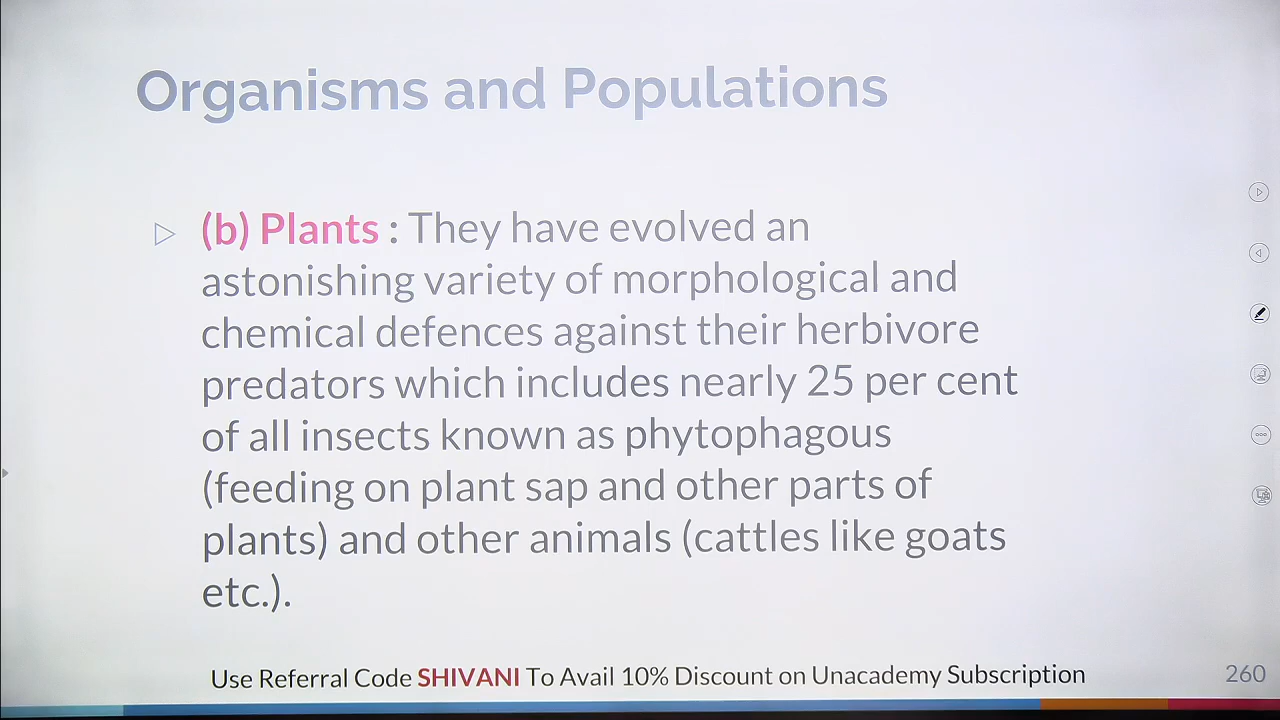 Organisms and Populations
(b) Plants : They have evolved an
astonishing variety of morphological and
chemical defences against their herbivore
predators which includes nearly 25 per cent
of all insects known as phytophagous
(feeding on plant sap and other parts of
plants) and other animals (cattles like goats
etc.).
Use Referral Code SHIVANI To Avail 10% Discount on Unacademy Subscription
260